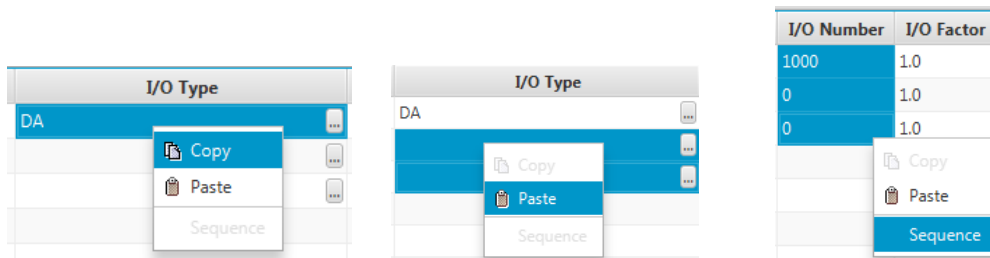 I/O Type
DA
...
Copy
...
Paste
...
Sequence
I/O Type
DA
...
...
Copy
...
Paste
Sequence
I/O Number I/O Factor
1000 1.0
0 1.0
0 1.0
Copy
Paste
Sequence